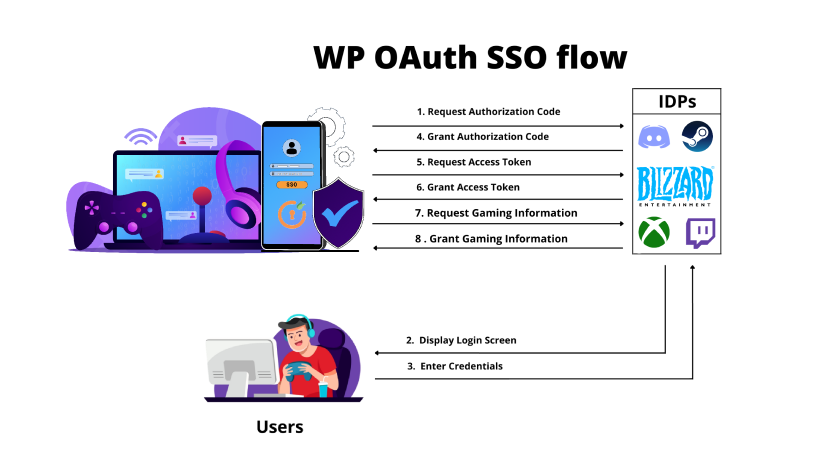 WP OAuth SSO flow
IDPs
1. Request Authorization Code
4. Grant Authorization Code
5. Request Access Token
6. Grant Access Token
7. Request Gaming Information
8 . Grant Gaming Information
SSO
BLIZZARD
ENTERTAINMENT
2. Display Login Screen
3. Enter Credentials
Users